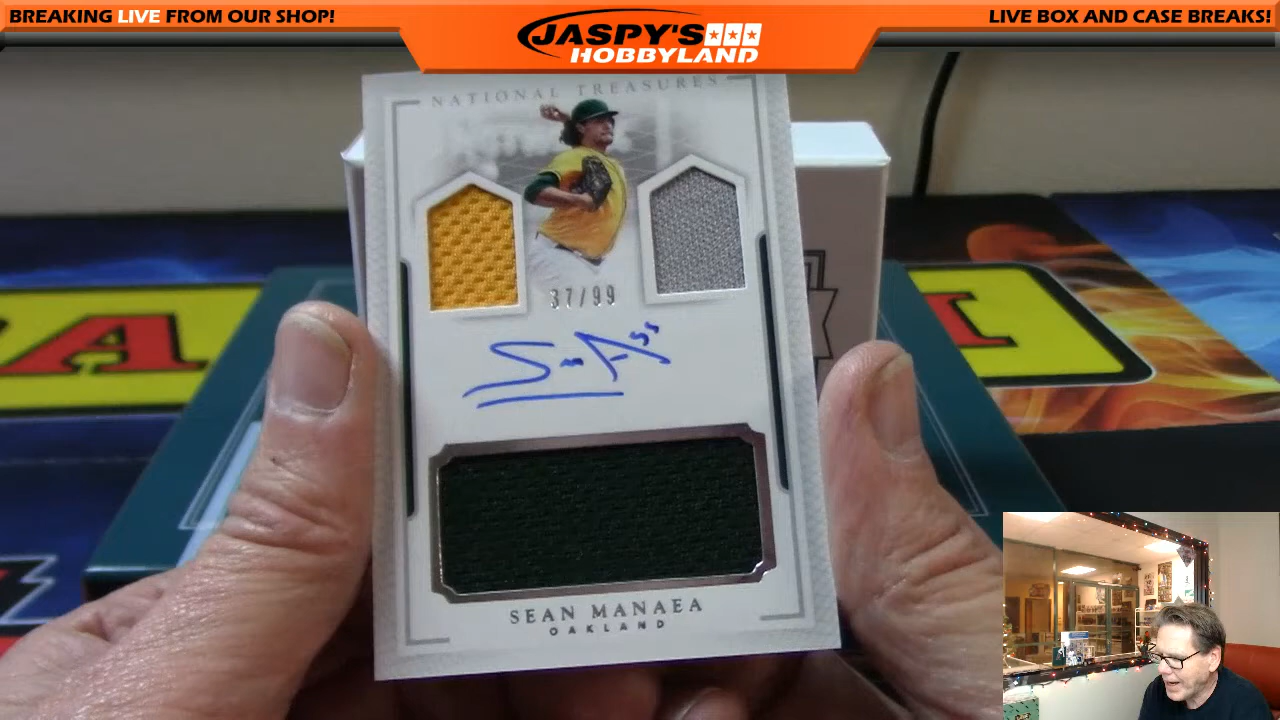 BREAKING LIVE FROM OUR SHOP!
JASPY'S
HOBBYLAND
LIVE BOX AND CASE BREAKS!
NATIONAL TREASURES
37/99
SEAN MANAEA
OAKLAND